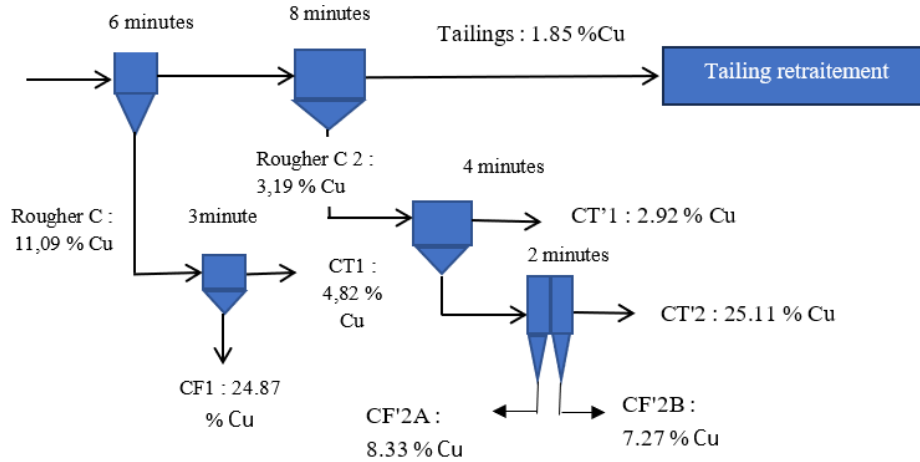 6 minutes
8 minutes
Tailings : 1.85 %Cu
Tailing retraitement
Rougher C 2 :
3,19 % Cu
4 minutes
Rougher C :
11,09 % Cu
3minute
CT'1 : 2.92 % Cu
CT1 :
4,82 %
Cu
2 minutes
CT'2 : 25.11 % Cu
CF1 : 24.87
% Cu
CF'2A :
8.33 % Cu
CF'2B :
7.27 % Cu